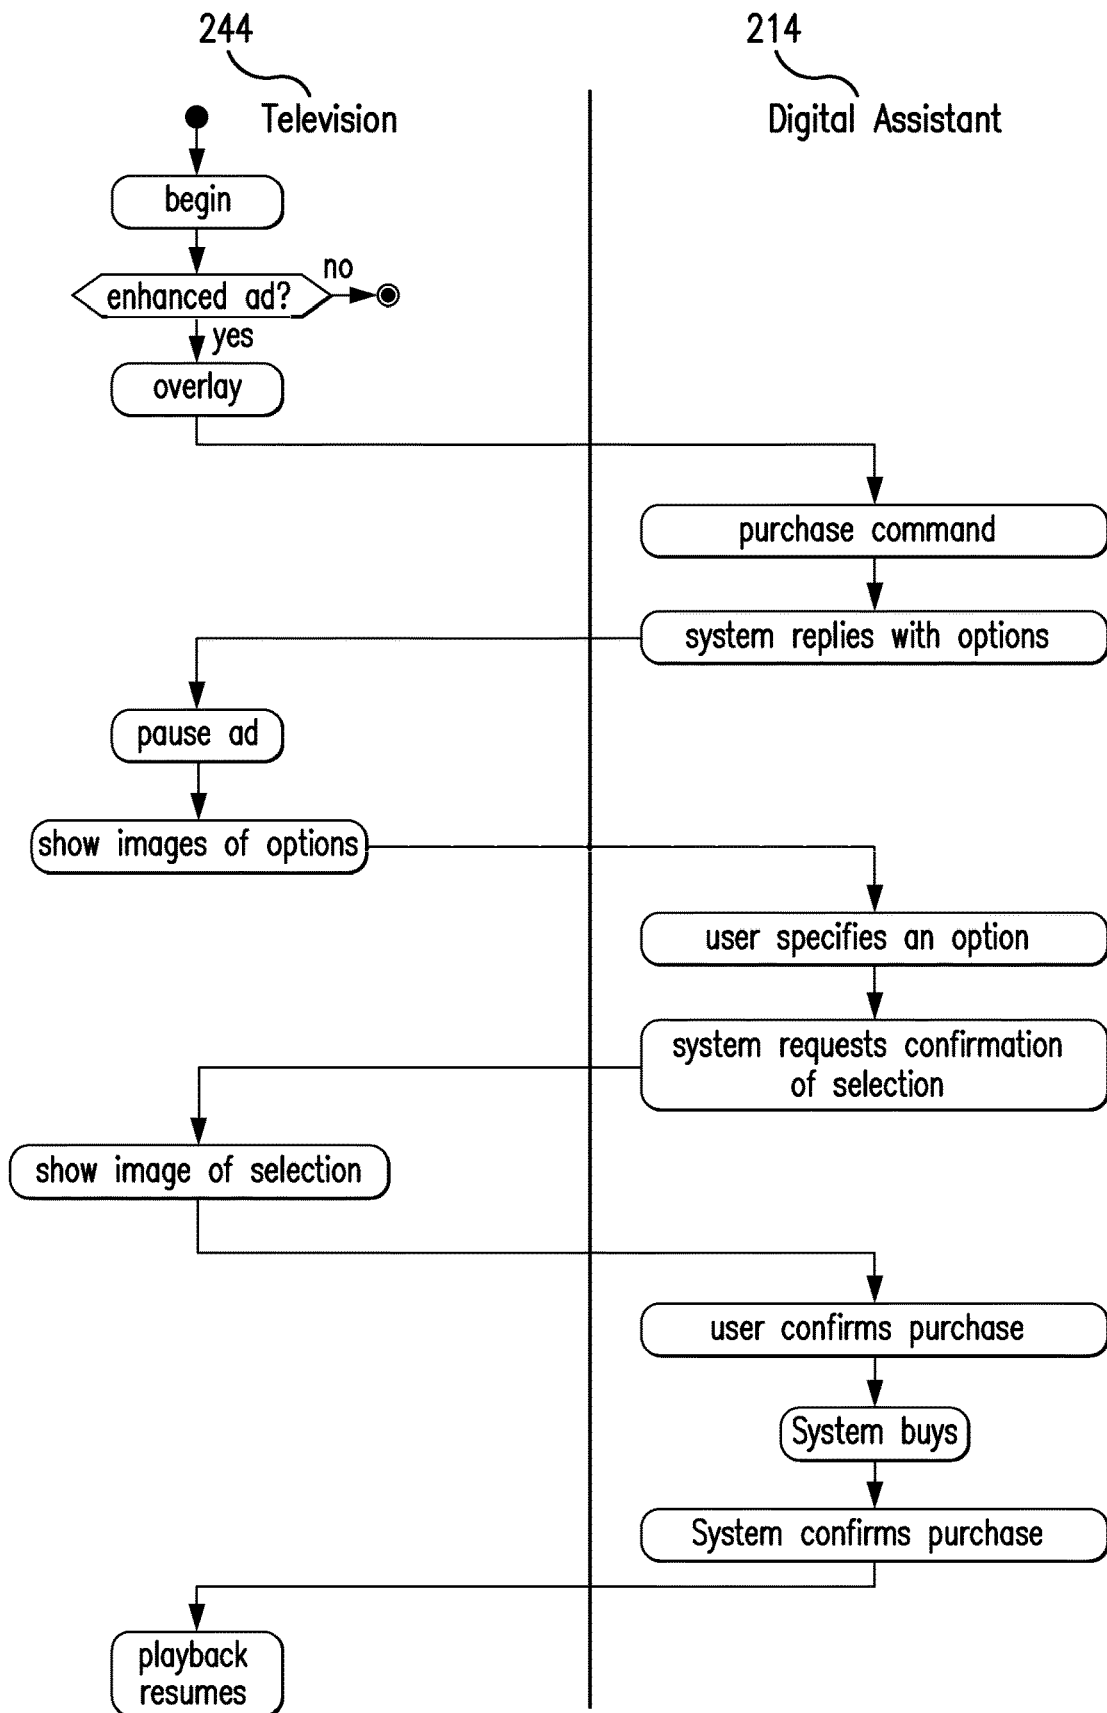 244
214
Television
Digital Assistant
begin
enhanced ad?
no
yes
overlay
purchase command
system replies with options
pause ad
show images of options
user specifies an option
system requests confirmation
of selection
show image of selection
user confirms purchase
System buys
System confirms purchase
playback
resumes